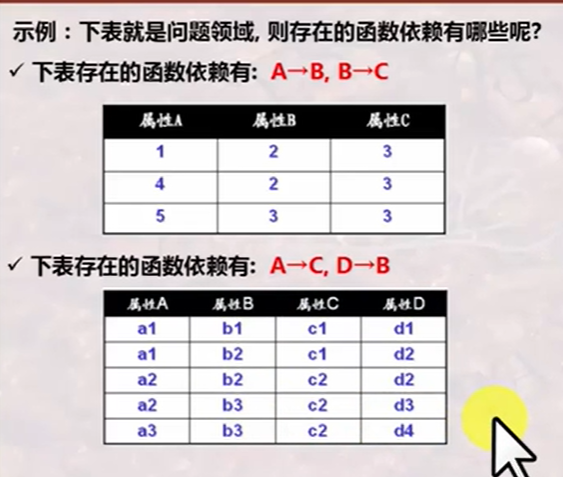 示例：下表就是问题领域, 则存在的函数依赖有哪些呢?
✓ 下表存在的函数依赖有: A→B, B→C
属性A 属性B 属性C
1 2 3
4 2 3
5 3 3
✓ 下表存在的函数依赖有: A→C, D→B
属性A 属性B 属性C 属性D
a1 b1 c1 d1
a1 b2 c1 d2
a2 b2 c2 d2
a2 b3 c2 d3
a3 b3 c2 d4